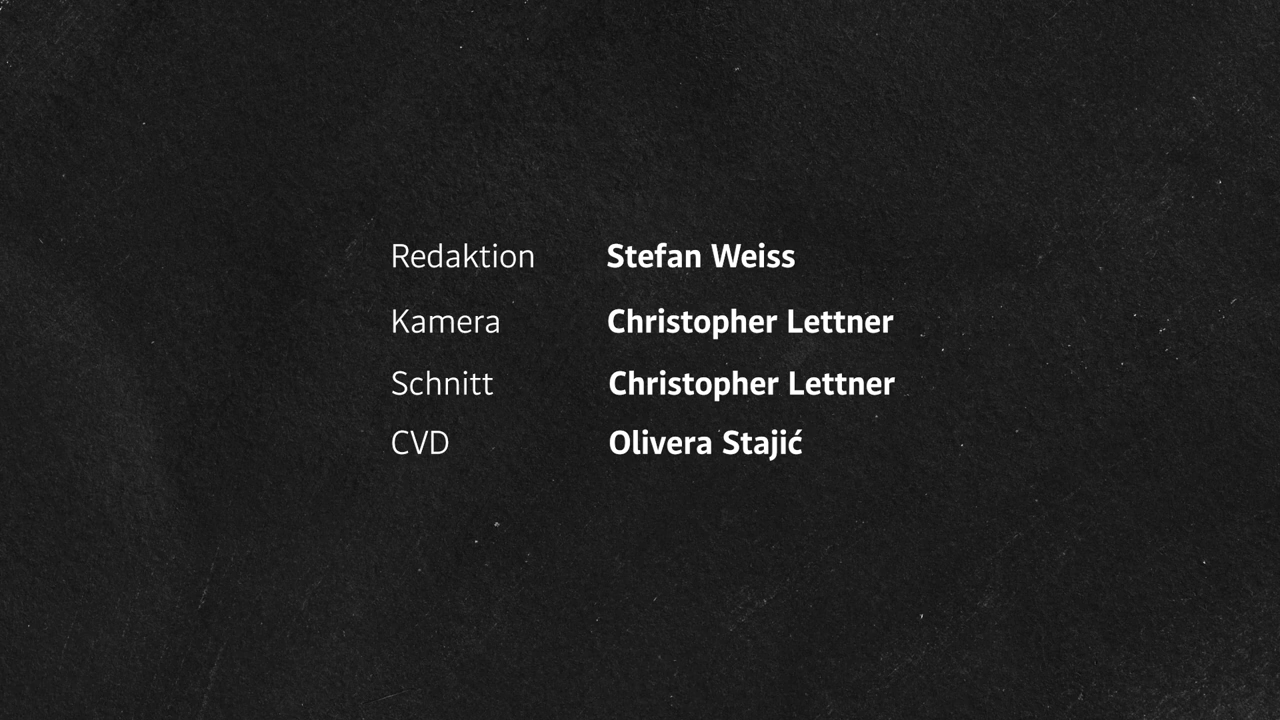 Redaktion Stefan Weiss
Kamera Christopher Lettner
Schnitt Christopher Lettner
CVD Olivera Stajić